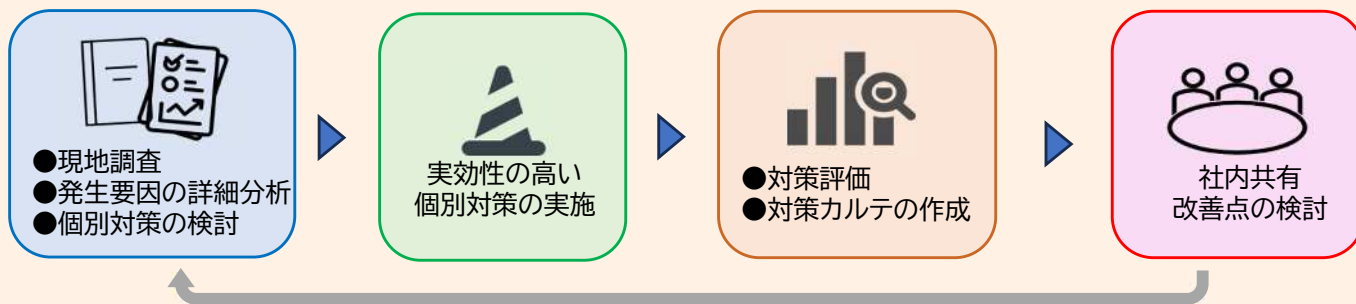 ●現地調査
●発生要因の詳細分析
●個別対策の検討
実効性の高い
個別対策の実施
●対策評価
●対策カルテの作成
社内共有
改善点の検討